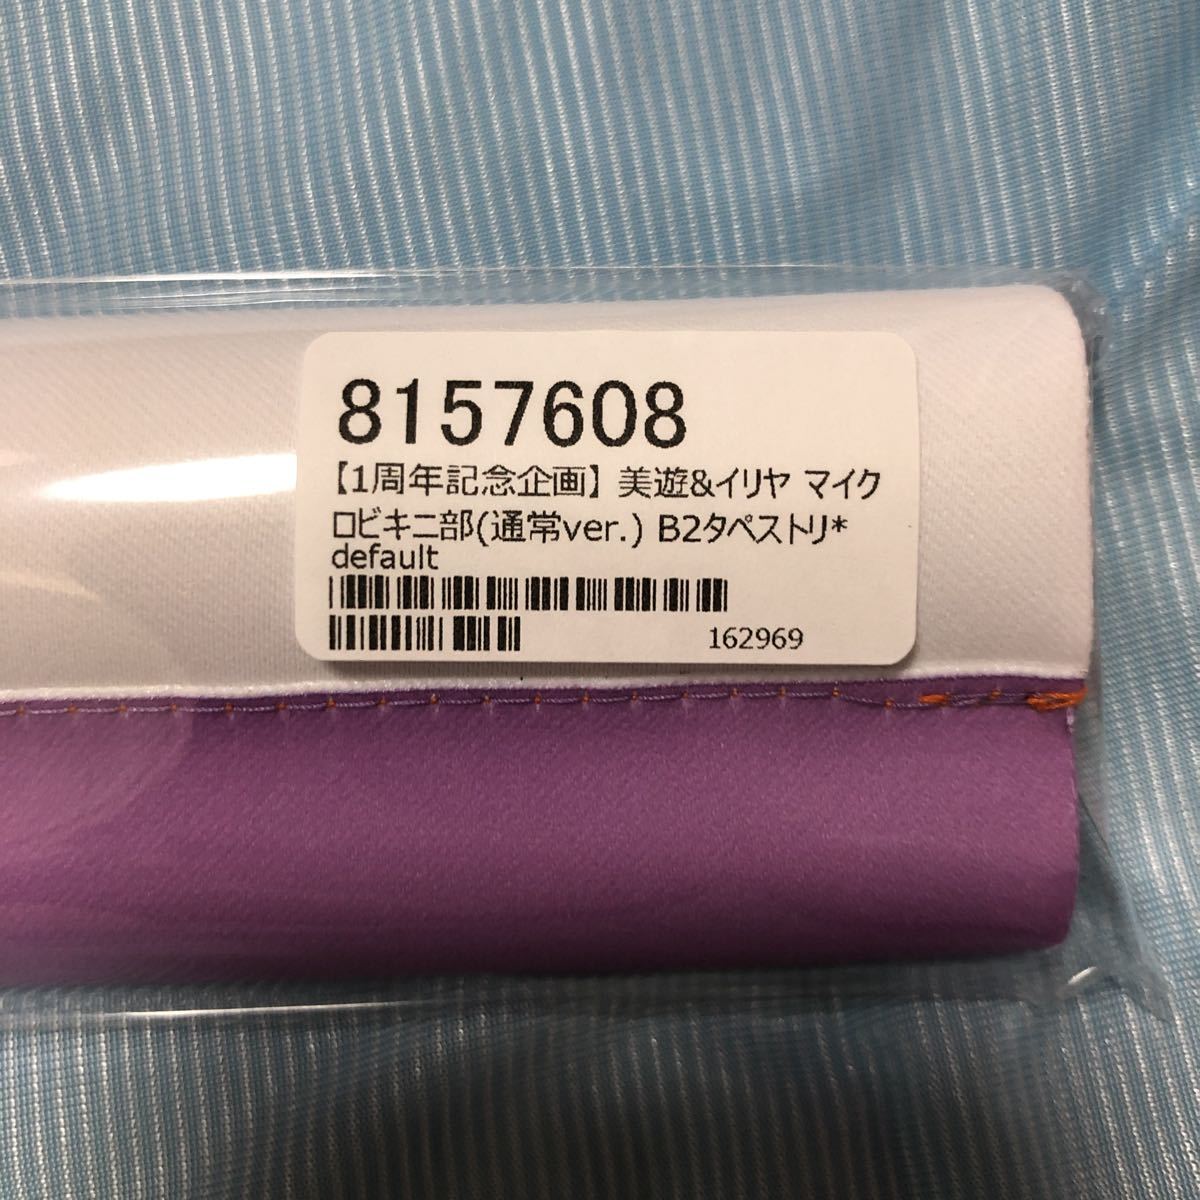 8157608
【1周年記念企画】美遊&イリヤ マイク
ロビキニ部(通常ver.) B2タペストリ*
default
162969